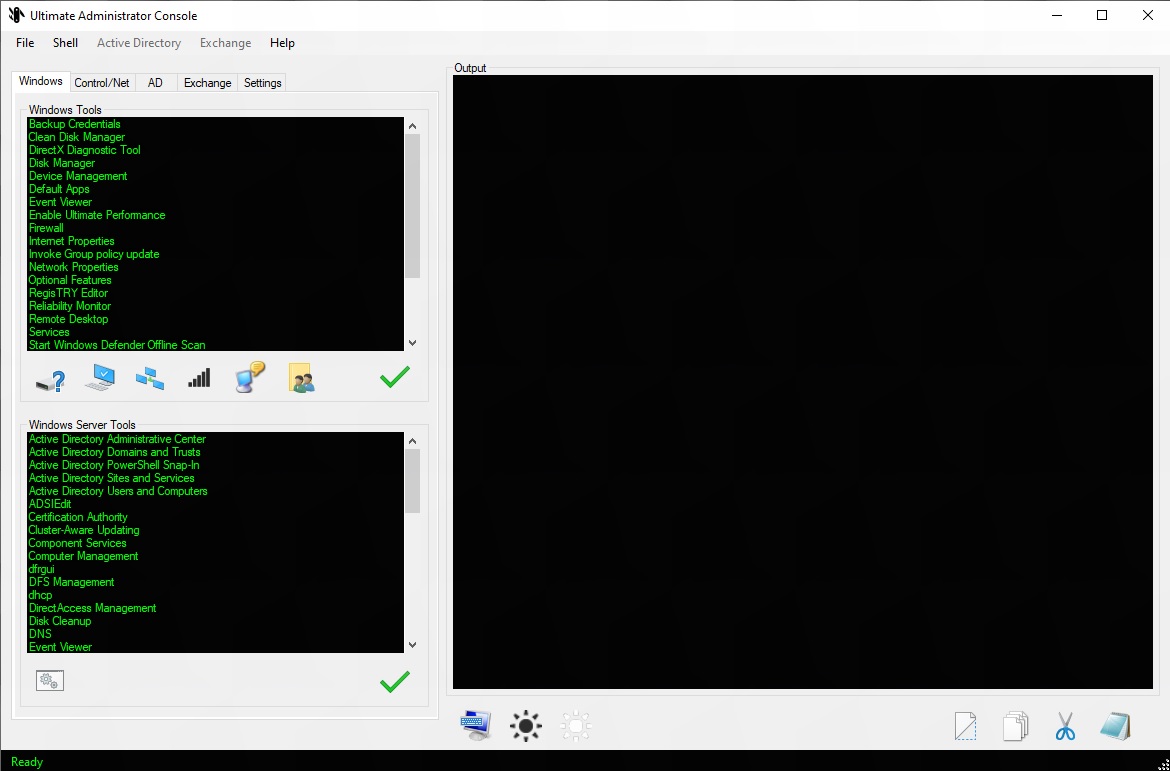 Ultimate Administrator Console
File Shell Active Directory Exchange Help
Windows Control/Net AD Exchange Settings
Windows Tools
Backup Credentials
Clean Disk Manager
DirectX Diagnostic Tool
Disk Manager
Device Management
Default Apps
Event Viewer
Enable Ultimate Performance
Firewall
Internet Properties
Invoke Group policy update
Network Properties
Optional Features
RegisTRY Editor
Reliability Monitor
Remote Desktop
Services
Start Windows Defender Offline Scan
Windows Server Tools
Active Directory Administrative Center
Active Directory Domains and Trusts
Active Directory PowerShell Snap-In
Active Directory Sites and Services
Active Directory Users and Computers
ADSIEdit
Certification Authority
Cluster-Aware Updating
Component Services
Computer Management
dfrgui
DFS Management
dhcp
DirectAccess Management
Disk Cleanup
DNS
Event Viewer
Output
Ready